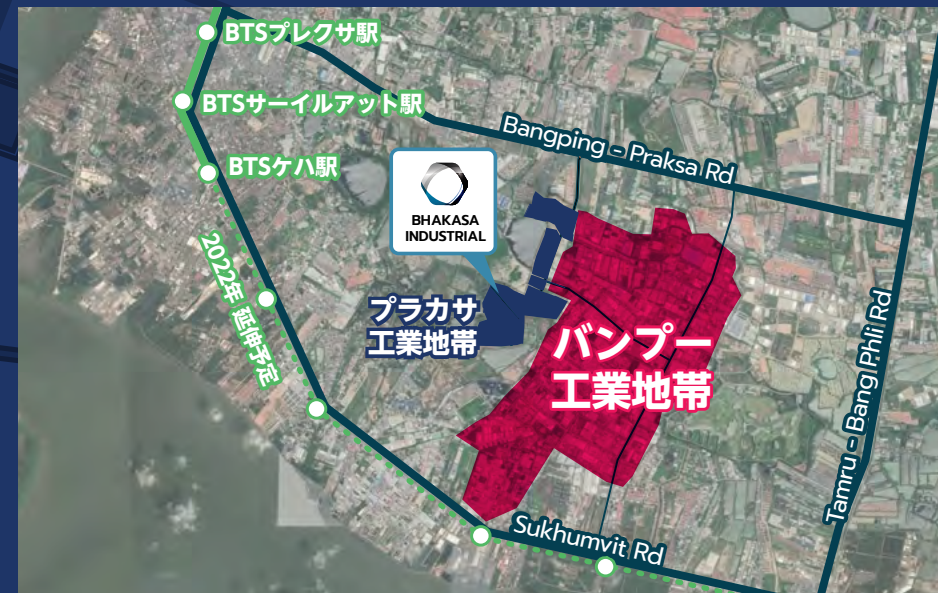 BTSプレクサ駅
BTSサーイルアット駅
Bangping - Praksa Rd
BTSケハ駅
BHAKASA
INDUSTRIAL
2022年 延伸予定
プラカサ
工業地帯
バンプー
工業地帯
Tamru - Bang Phli Rd
Sukhumvit Rd